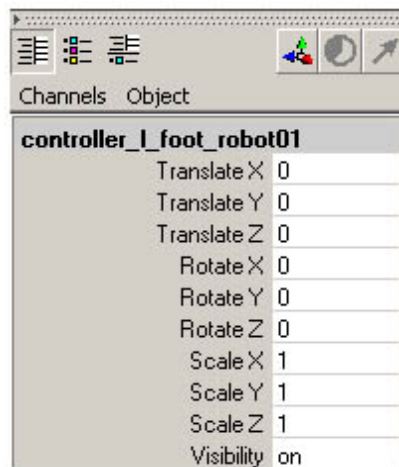 Channels Object
controller_l_foot_robot01
Translate X 0
Translate Y 0
Translate Z 0
Rotate X 0
Rotate Y 0
Rotate Z 0
Scale X 1
Scale Y 1
Scale Z 1
Visibility on